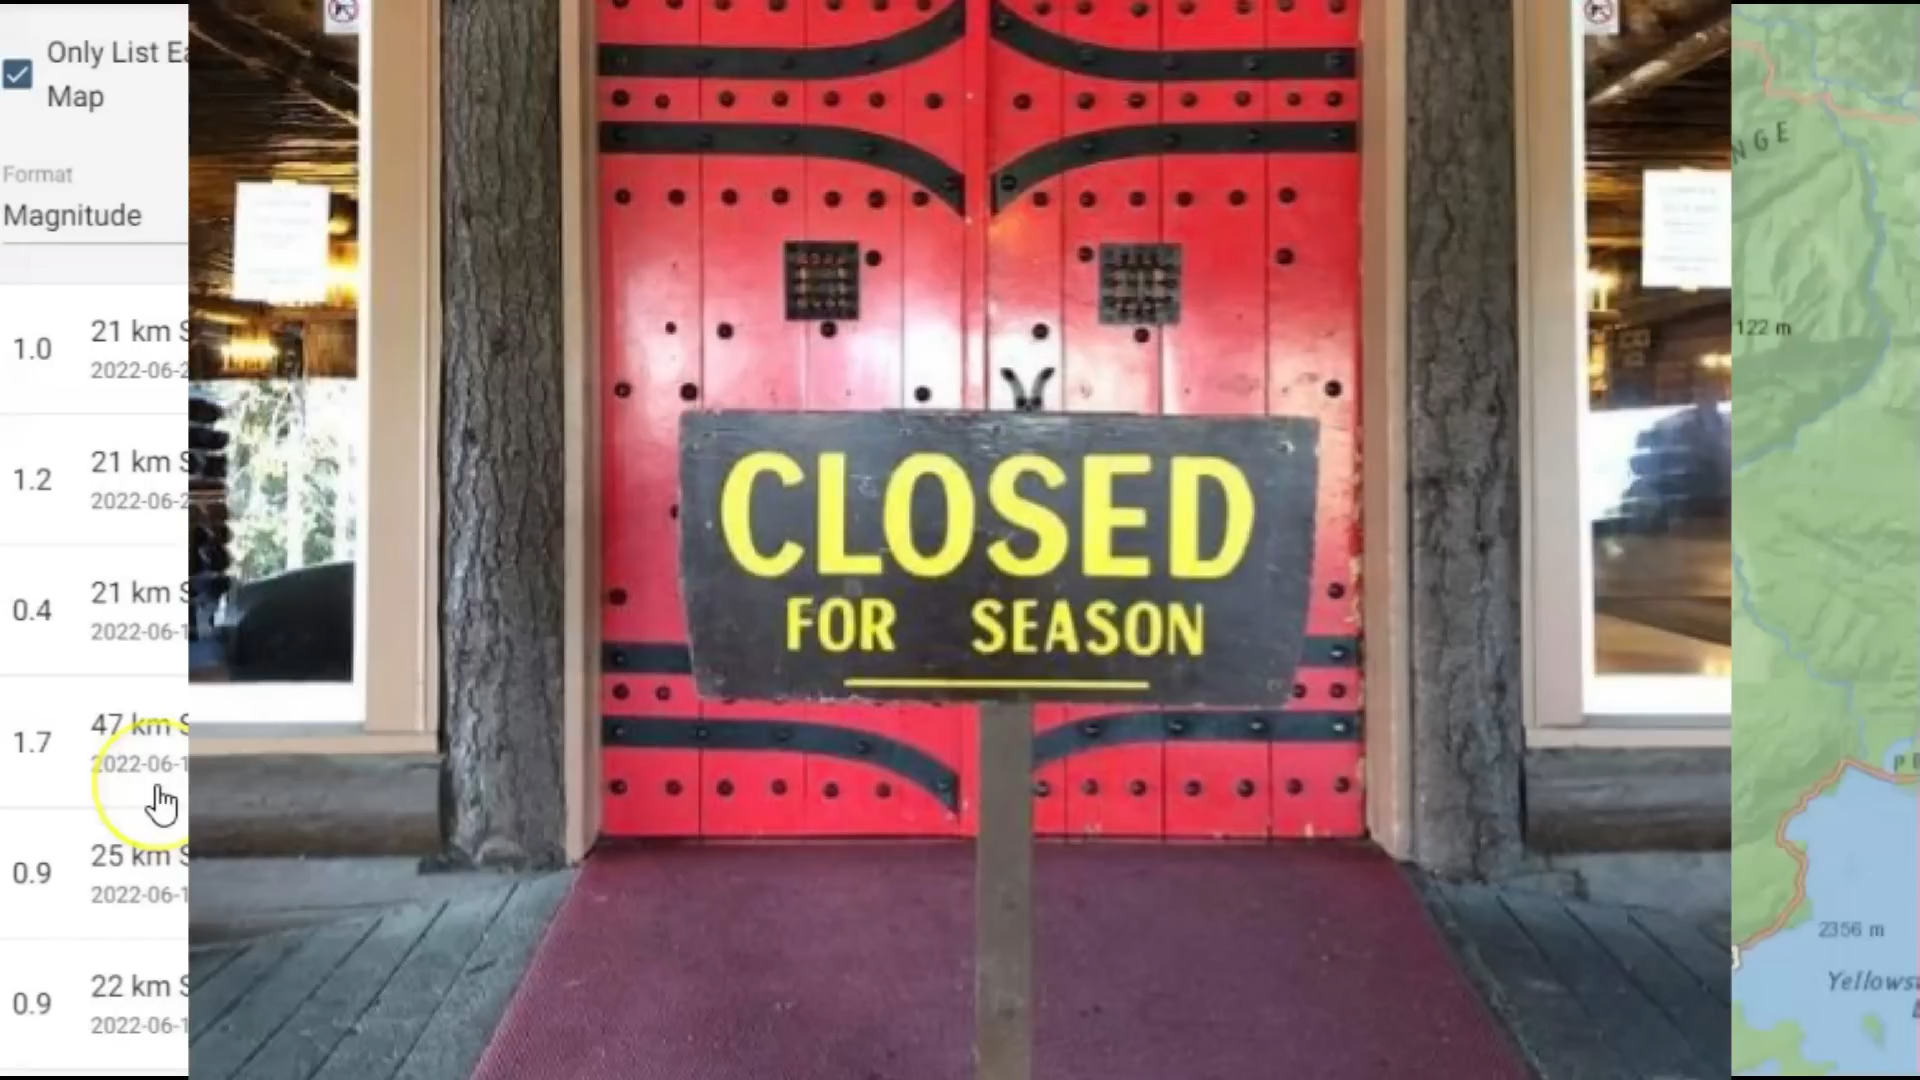 Only List Ea
Map
Format
Magnitude
1.0
21 km S
2022-06-2
1.2
21 km S
2022-06-2
0.4
21 km S
2022-06-1
1.7
47 km S
2022-06-1
0.9
25 km S
2022-06-1
0.9
22 km S
2022-06-1
CLOSED
FOR SEASON
NGE
122 m
PE
2356 m
Yellows